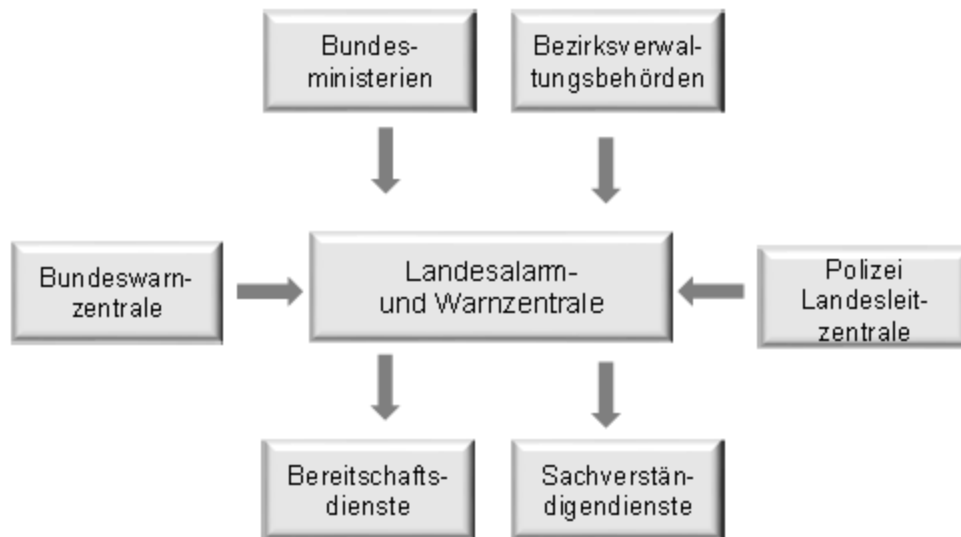 Bundes-
ministerien
Bezirksverwal-
tungsbehörden
Bundeswarn-
zentrale
Landesalarm-
und Warnzentrale
Polizei
Landesleit-
zentrale
Bereitschafts-
dienste
Sachverstän-
digendienste